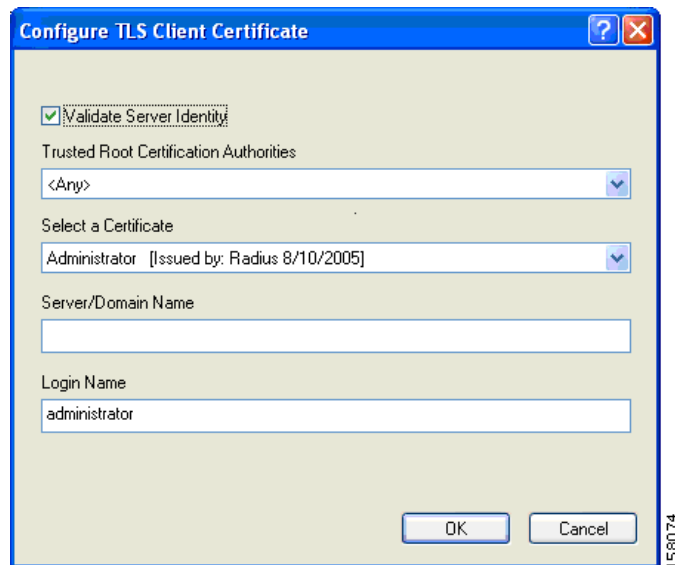 Configure TLS Client Certificate
Validate Server Identity
Trusted Root Certification Authorities
<Any>
Select a Certificate
Administrator [Issued by: Radius 8/10/2005]
Server/Domain Name
Login Name
administrator
OK Cancel
158074